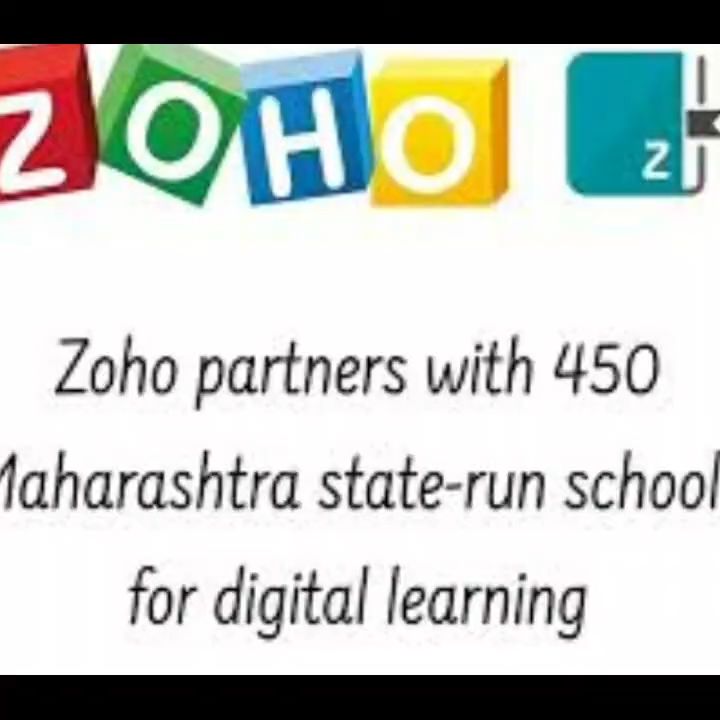 ZOHO Z
Zoho partners with 450
Maharashtra state-run school
for digital learning